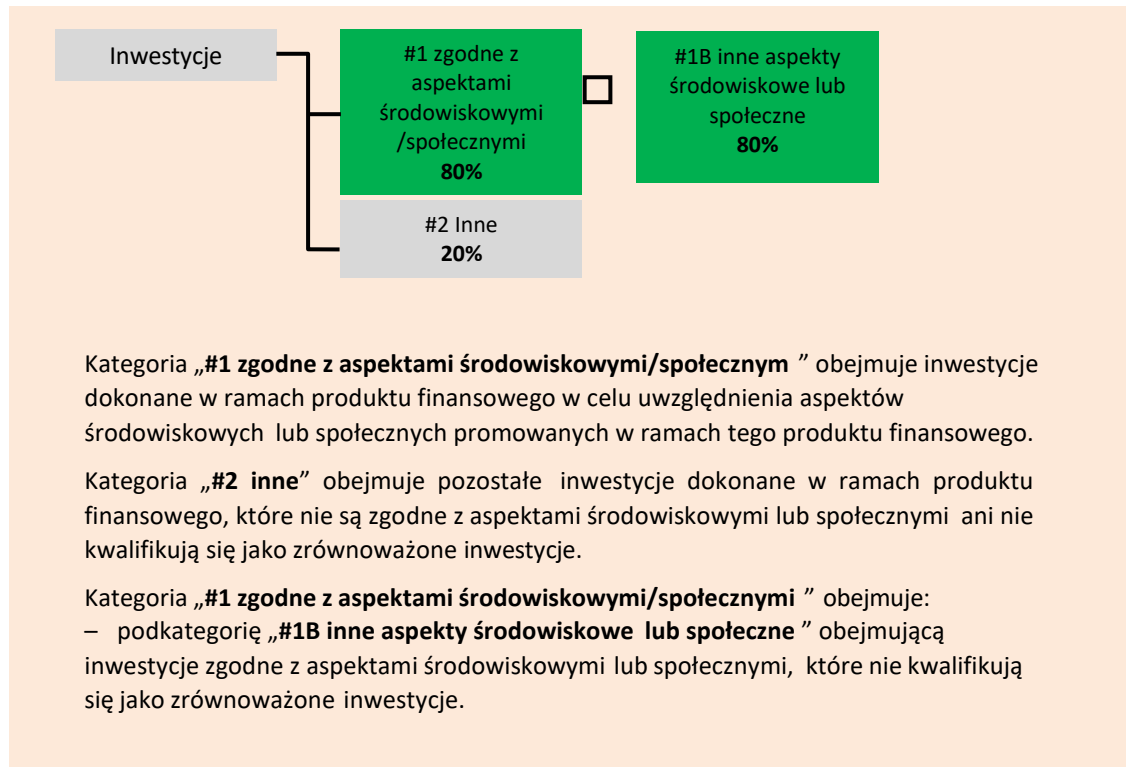 Inwestycje
#1 zgodne z
aspektami
środowiskowymi
/społecznymi
80%
#1B inne aspekty
środowiskowe lub
społeczne
80%
#2 Inne
20%
Kategoria „#1 zgodne z aspektami środowiskowymi/społecznym ” obejmuje inwestycje
dokonane w ramach produktu finansowego w celu uwzględnienia aspektów
środowiskowych lub społecznych promowanych w ramach tego produktu finansowego.
Kategoria „#2 inne” obejmuje pozostałe inwestycje dokonane w ramach produktu
finansowego, które nie są zgodne z aspektami środowiskowymi lub społecznymi ani nie
kwalifikują się jako zrównoważone inwestycje.
Kategoria „#1 zgodne z aspektami środowiskowymi/społecznymi ” obejmuje:
– podkategorię „#1B inne aspekty środowiskowe lub społeczne ” obejmującą
inwestycje zgodne z aspektami środowiskowymi lub społecznymi, które nie kwalifikują
się jako zrównoważone inwestycje.